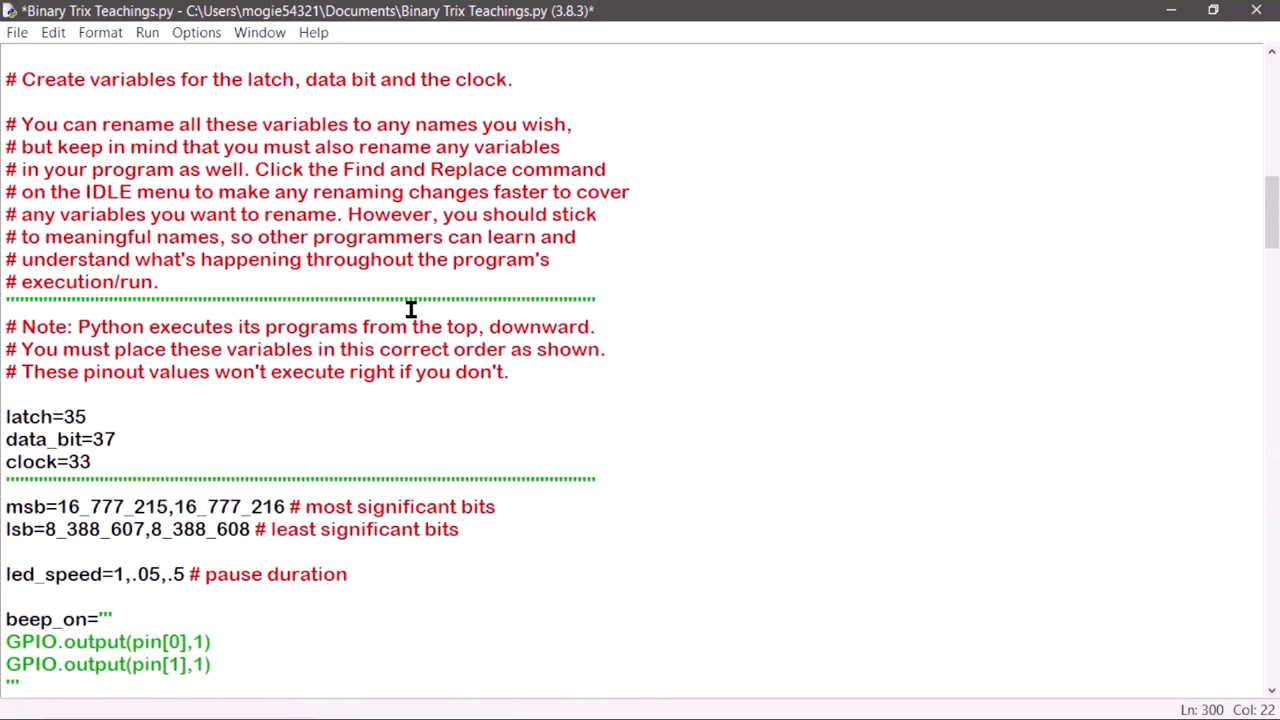 *Binary Trix Teachings.py - C:\Users\mogie54321\Documents\Binary Trix Teachings.py (3.8.3)*
File Edit Format Run Options Window Help
# Create variables for the latch, data bit and the clock.
# You can rename all these variables to any names you wish,
# but keep in mind that you must also rename any variables
# in your program as well. Click the Find and Replace command
# on the IDLE menu to make any renaming changes faster to cover
# any variables you want to rename. However, you should stick
# to meaningful names, so other programmers can learn and
# understand what's happening throughout the program's
# execution/run.
# Note: Python executes its programs from the top, downward.
# You must place these variables in this correct order as shown.
# These pinout values won't execute right if you don't.
latch=35
data_bit=37
clock=33
msb=16_777_215,16_777_216 # most significant bits
lsb=8_388_607,8_388_608 # least significant bits
led_speed=1,.05,.5 # pause duration
beep_on='''
GPIO.output(pin[0],1)
GPIO.output(pin[1],1)
'''
Ln: 300 Col: 22